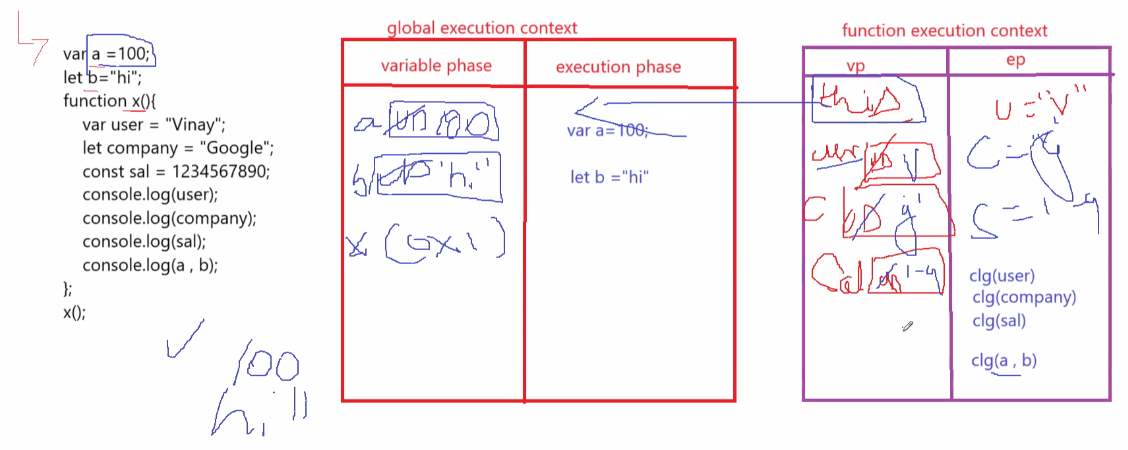 var a =100;
let b="hi";
function x(){
var user = "Vinay";
let company = "Google";
const sal = 1234567890;
console.log(user);
console.log(company);
console.log(sal);
console.log(a , b);
};
x();
100
hi"
global execution context
variable phase
execution phase
a un 100
b "hi"
x (0x1)
var a=100;
let b ="hi"
function execution context
vp
ep
this
user un V
C un g
Sal un 1-9
U="V"
C="g"
S=1-9
clg(user)
clg(company)
clg(sal)
clg(a , b)